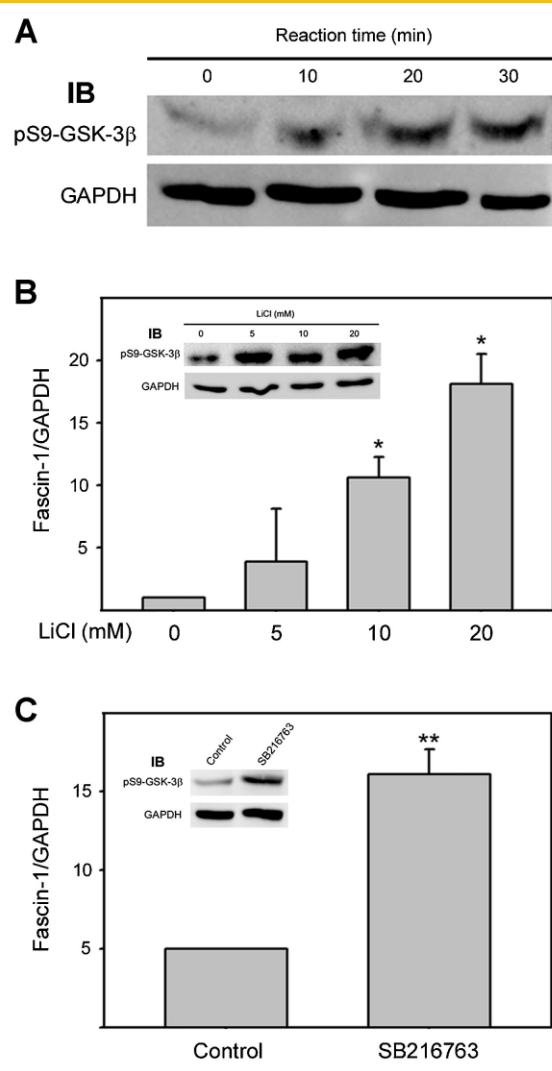 A
Reaction time (min)
0 10 20 30
IB
pS9-GSK-3β
GAPDH
B
Fascin-1/GAPDH
20
15
10
5
LiCl (mM)
IB
0 5 10 20
pS9-GSK-3β
GAPDH
*
*
LiCl (mM) 0 5 10 20
C
Fascin-1/GAPDH
15
10
5
IB
Control SB216763
pS9-GSK-3β
GAPDH
**
Control SB216763